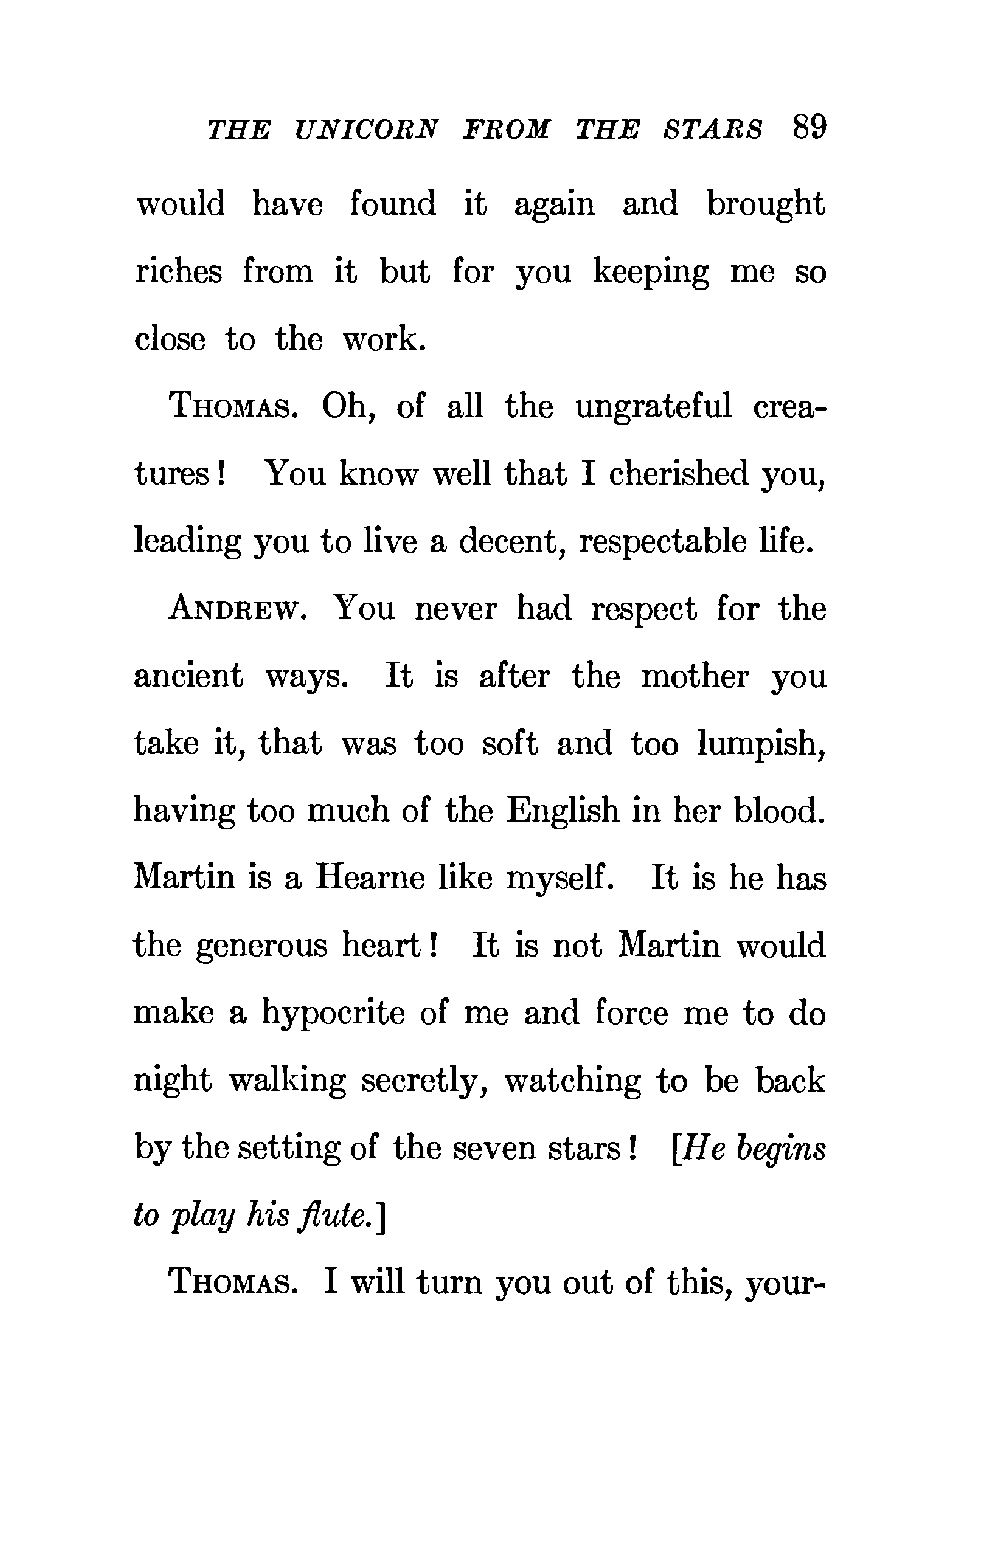 THE UNICORN FROM THE STARS 89
would have found it again and brought
riches from it but for you keeping me so
close to the work.
THOMAS. Oh, of all the ungrateful crea-
tures! You know well that I cherished you,
leading you to live a decent, respectable life.
ANDREW. You never had respect for the
ancient ways. It is after the mother you
take it, that was too soft and too lumpish,
having too much of the English in her blood.
Martin is a Hearne like myself. It is he has
the generous heart! It is not Martin would
make a hypocrite of me and force me to do
night walking secretly, watching to be back
by the setting of the seven stars! [He begins
to play his flute.]
THOMAS. I will turn you out of this, your-